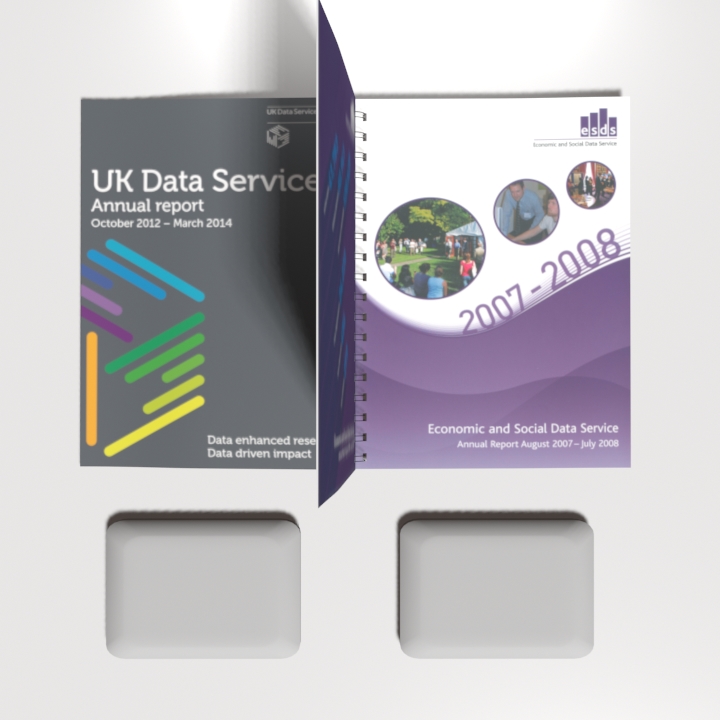 UK Data Service
UK Data Service
Annual report
October 2012 – March 2014
Data enhanced rese
Data driven impact
esds
Economic and Social Data Service
2007-2008
Economic and Social Data Service
Annual Report August 2007 – July 2008